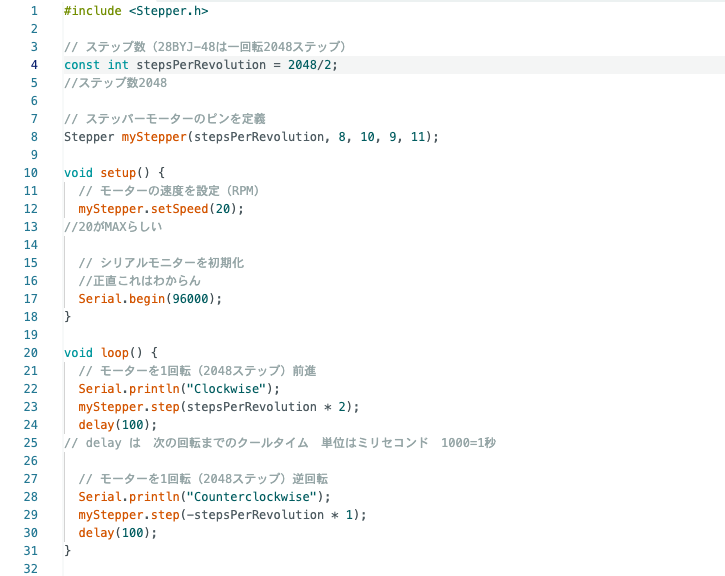 1 #include <Stepper.h>
2
3 // ステップ数（28BYJ-48は一回転2048ステップ）
4 const int stepsPerRevolution = 2048/2;
5 //ステップ数2048
6
7 // ステッパーモーターのピンを定義
8 Stepper myStepper(stepsPerRevolution, 8, 10, 9, 11);
9
10 void setup() {
11 // モーターの速度を設定（RPM）
12 myStepper.setSpeed(20);
13 //20がMAXらしい
14
15 // シリアルモニターを初期化
16 //正直これはわからん
17 Serial.begin(96000);
18 }
19
20 void loop() {
21 // モーターを1回転（2048ステップ）前進
22 Serial.println("Clockwise");
23 myStepper.step(stepsPerRevolution * 2);
24 delay(100);
25 // delay は　次の回転までのクールタイム　単位はミリセコンド　1000=1秒
26
27 // モーターを1回転（2048ステップ）逆回転
28 Serial.println("Counterclockwise");
29 myStepper.step(-stepsPerRevolution * 1);
30 delay(100);
31 }
32